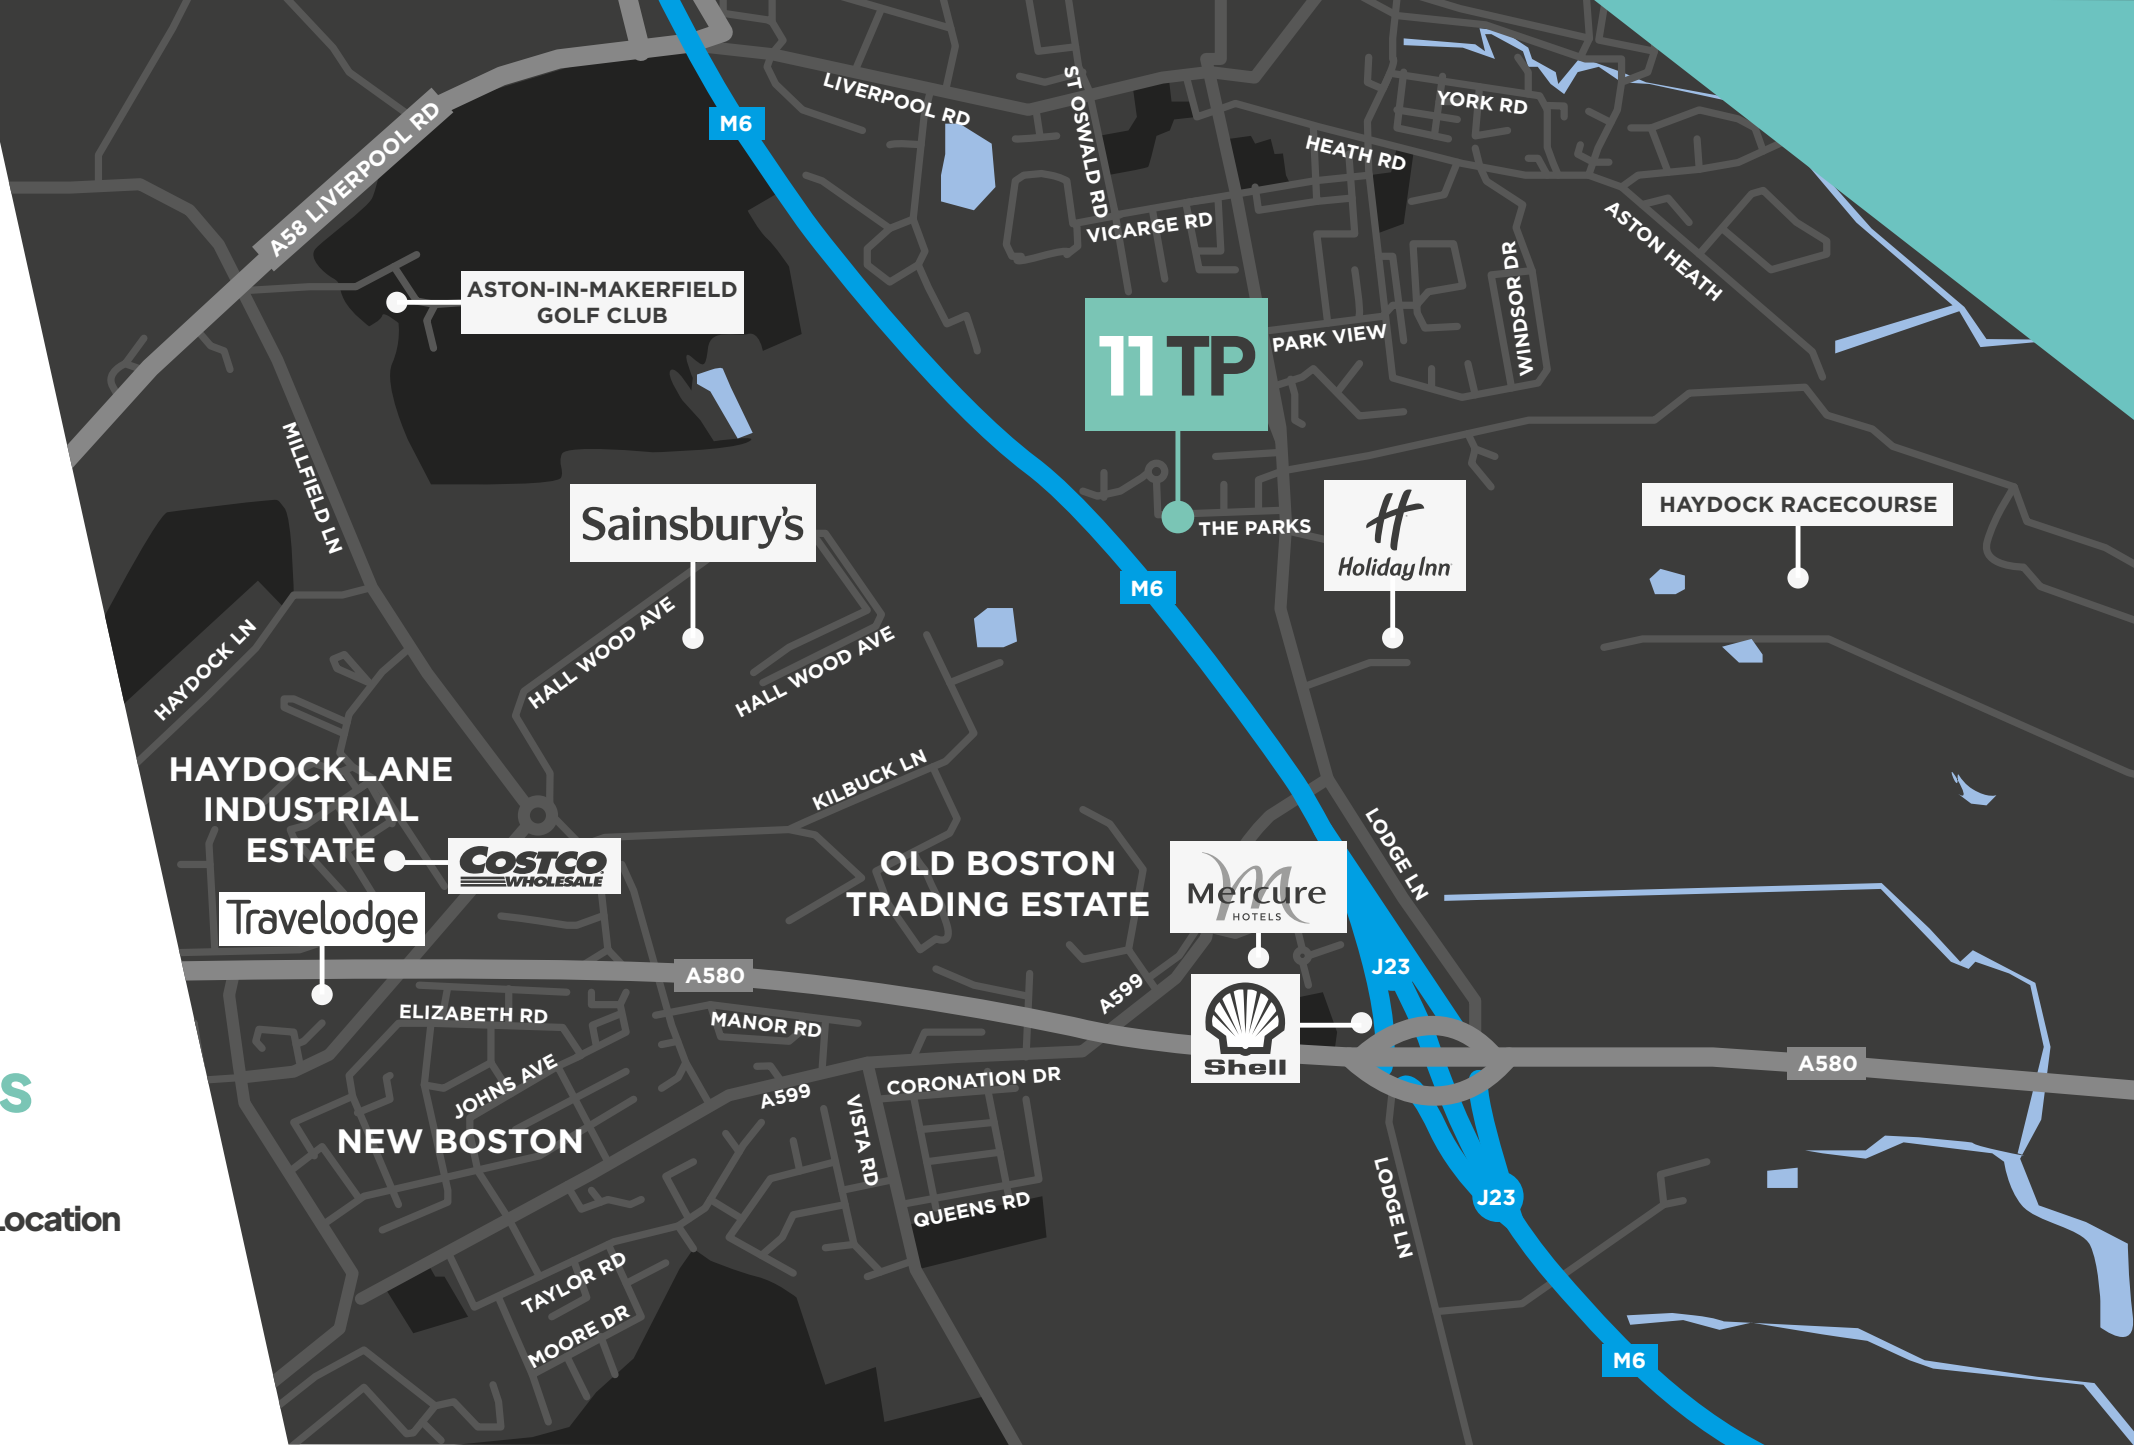 LIVERPOOL RD
ST OSWALD RD
YORK RD
M6
HEATH RD
A58 LIVERPOOL RD
VICARGE RD
ASTON HEATH
WINDSOR DR
ASTON-IN-MAKERFIELD
GOLF CLUB
11 TP
PARK VIEW
MILLFIELD LN
Sainsbury's
THE PARKS
Holiday Inn
HAYDOCK RACECOURSE
M6
HALL WOOD AVE
HALL WOOD AVE
HAYDOCK LN
HAYDOCK LANE
INDUSTRIAL
ESTATE
KILBUCK LN
COSTCO
WHOLESALE
OLD BOSTON
TRADING ESTATE
Mercure
HOTELS
LODGE LN
Travelodge
J23
A580
A599
ELIZABETH RD
MANOR RD
Shell
A580
JOHNS AVE
A599
CORONATION DR
VISTA RD
s
NEW BOSTON
LODGE LN
J23
QUEENS RD
Location
TAYLOR RD
MOORE DR
M6